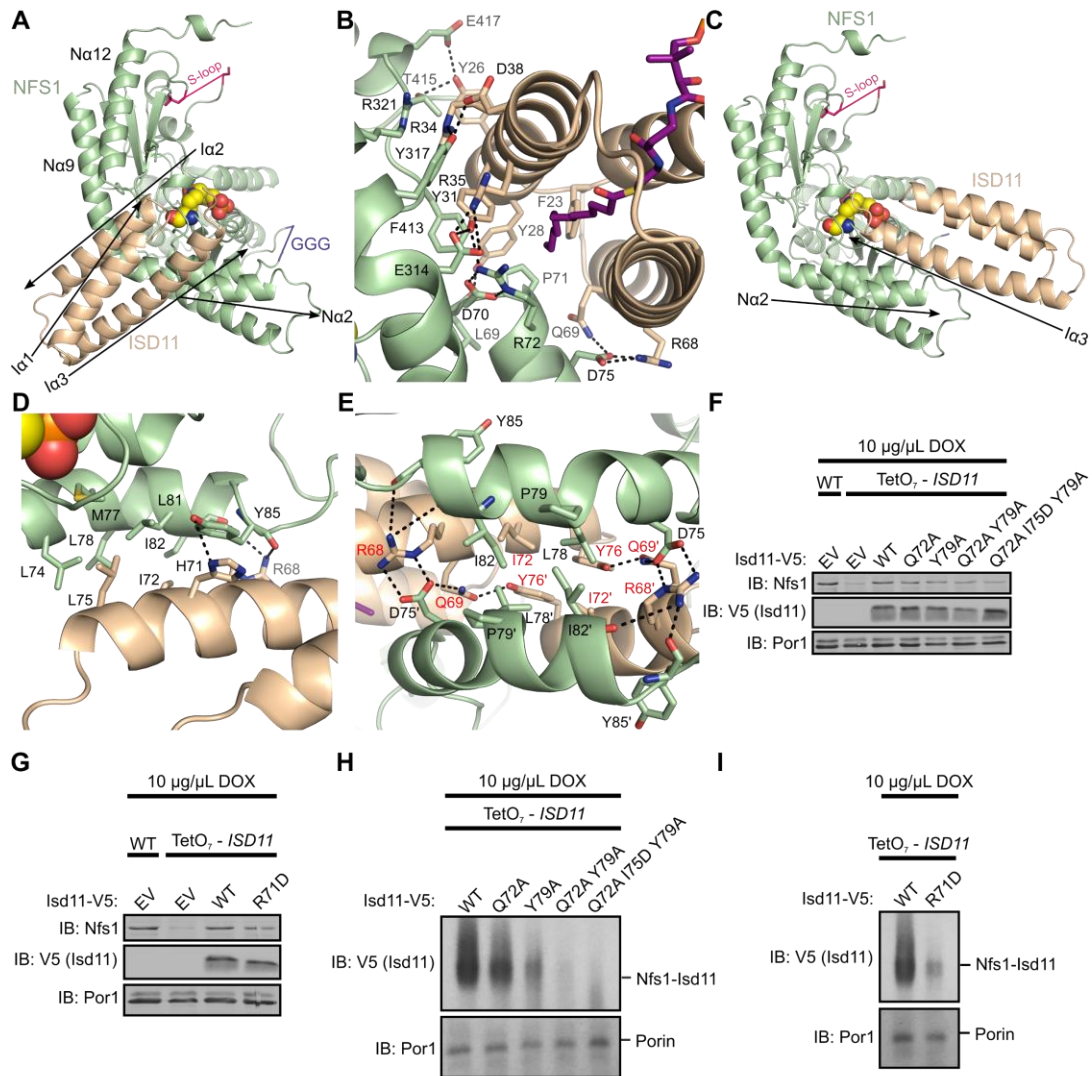 A
NFS1
Nα12
S-loop
Nα9
Iα2
GGG
Nα2
ISD11
Iα1
Iα3
B
E417
Y26
D38
T415
R321
R34
Y317
R35
Y31
F23
F413
Y28
E314
P71
D70
L69
R72
Q69
R68
D75
C
NFS1
S-loop
ISD11
Nα2
Iα3
D
M77
L81
Y85
L78
I82
L74
H71
R68
I72
L75
E
Y85
P79
D75
R68
I82
I72
L78
Y76
Q69'
Q69
Y76'
I72'
R68'
D75'
P79'
L78'
I82'
Y85'
F
10 µg/µL DOX
WT TetO₇ - ISD11
Isd11-V5: EV EV WT Q72A Y79A Q72A Y79A Q72A I75D Y79A
IB: Nfs1
IB: V5 (Isd11)
IB: Por1
G
10 µg/µL DOX
WT TetO₇ - ISD11
Isd11-V5: EV EV WT R71D
IB: Nfs1
IB: V5 (Isd11)
IB: Por1
H
10 µg/µL DOX
TetO₇ - ISD11
Isd11-V5: WT Q72A Y79A Q72A Y79A Q72A I75D Y79A
IB: V5 (Isd11)
Nfs1-Isd11
IB: Por1
Porin
I
10 µg/µL DOX
TetO₇ - ISD11
Isd11-V5: WT R71D
IB: V5 (Isd11)
Nfs1-Isd11
IB: Por1
Porin